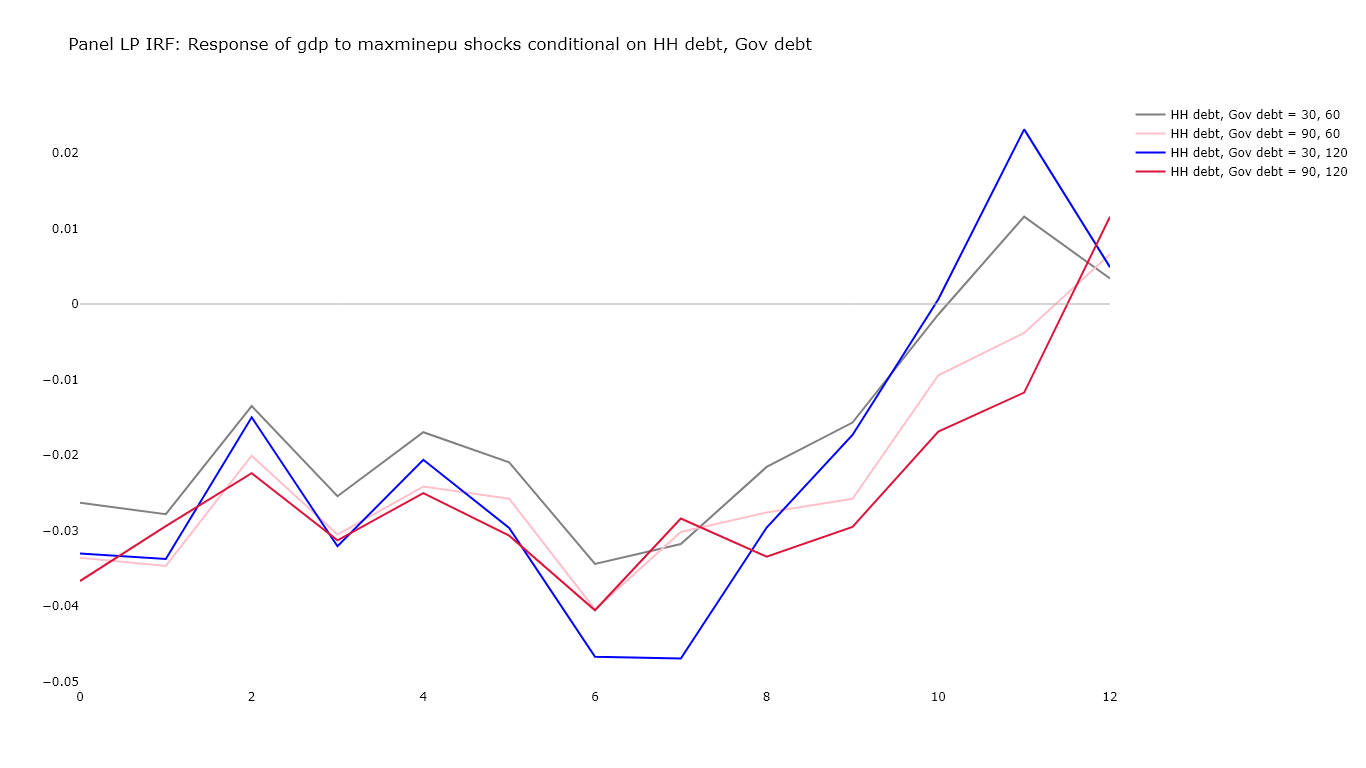 Panel LP IRF: Response of gdp to maxminepu shocks conditional on HH debt, Gov debt
HH debt, Gov debt = 30, 60
HH debt, Gov debt = 90, 60
HH debt, Gov debt = 30, 120
HH debt, Gov debt = 90, 120
0.02
0.01
0
−0.01
−0.02
−0.03
−0.04
−0.05
0 2 4 6 8 10 12